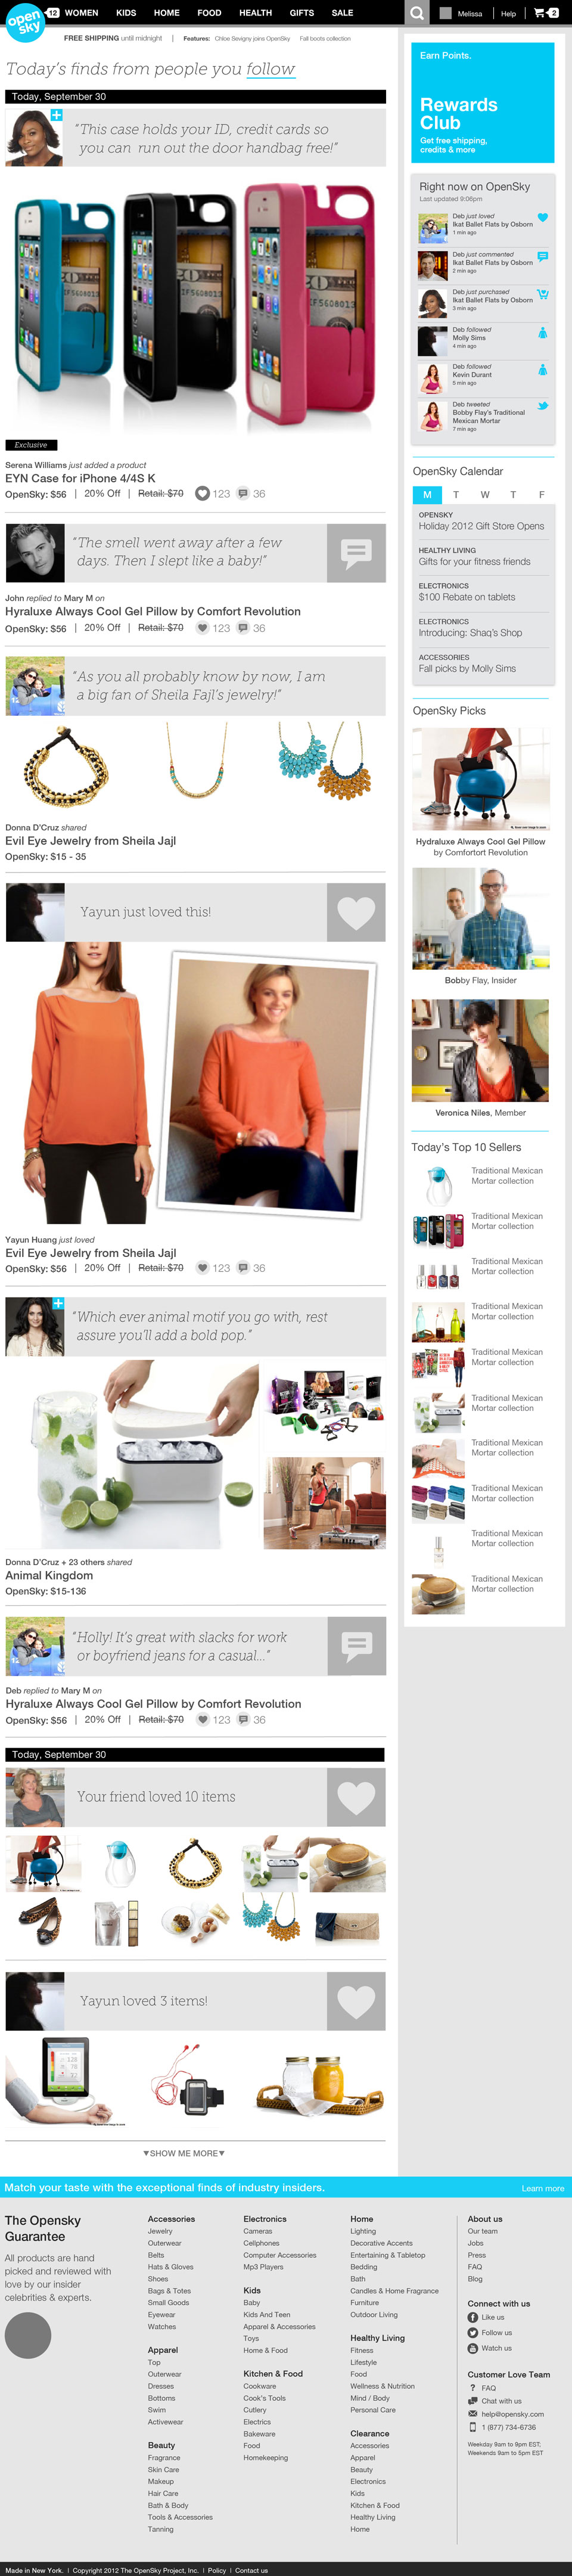 open
sky
12
WOMEN KIDS HOME FOOD HEALTH GIFTS SALE
Melissa | Help | 2
FREE SHIPPING until midnight | Features: Chloe Sevigny joins OpenSky Fall boots collection
Today's finds from people you follow
Today, September 30
"This case holds your ID, credit cards so
you can run out the door handbag free!"
Exclusive
Serena Williams just added a product
EYN Case for iPhone 4/4S K
OpenSky: $56 | 20% Off | Retail: $70 123 36
"The smell went away after a few
days. Then I slept like a baby!"
John replied to Mary M on
Hyraluxe Always Cool Gel Pillow by Comfort Revolution
OpenSky: $56 | 20% Off | Retail: $70 123 36
"As you all probably know by now, I am
a big fan of Sheila Fajl's jewelry!"
Donna D'Cruz shared
Evil Eye Jewelry from Sheila Jajl
OpenSky: $15 - 35
Yayun just loved this!
Yayun Huang just loved
Evil Eye Jewelry from Sheila Jajl
OpenSky: $56 | 20% Off | Retail: $70 123 36
"Which ever animal motif you go with, rest
assure you'll add a bold pop."
Donna D'Cruz + 23 others shared
Animal Kingdom
OpenSky: $15-136
"Holly! It's great with slacks for work
or boyfriend jeans for a casual..."
Deb replied to Mary M on
Hyraluxe Always Cool Gel Pillow by Comfort Revolution
OpenSky: $56 | 20% Off | Retail: $70 123 36
Today, September 30
Your friend loved 10 items
Yayun loved 3 items!
▼SHOW ME MORE▼
Earn Points.
Rewards
Club
Get free shipping,
credits & more
Right now on OpenSky
Last updated 9:06pm
Deb just loved
Ikat Ballet Flats by Osborn
1 min ago
Deb just commented
Ikat Ballet Flats by Osborn
2 min ago
Deb just purchased
Ikat Ballet Flats by Osborn
3 min ago
Deb followed
Molly Sims
4 min ago
Deb followed
Kevin Durant
5 min ago
Deb tweeted
Bobby Flay's Traditional
Mexican Mortar
7 min ago
OpenSky Calendar
M T W T F
OPENSKY
Holiday 2012 Gift Store Opens
HEALTHY LIVING
Gifts for your fitness friends
ELECTRONICS
$100 Rebate on tablets
ELECTRONICS
Introducing: Shaq's Shop
ACCESSORIES
Fall picks by Molly Sims
OpenSky Picks
Hydraluxe Always Cool Gel Pillow
by Comfortort Revolution
Bobby Flay, Insider
Veronica Niles, Member
Today's Top 10 Sellers
Traditional Mexican
Mortar collection
Traditional Mexican
Mortar collection
Traditional Mexican
Mortar collection
Traditional Mexican
Mortar collection
Traditional Mexican
Mortar collection
Traditional Mexican
Mortar collection
Traditional Mexican
Mortar collection
Traditional Mexican
Mortar collection
Traditional Mexican
Mortar collection
Traditional Mexican
Mortar collection
Match your taste with the exceptional finds of industry insiders. Learn more
The Opensky
Guarantee
All products are hand
picked and reviewed with
love by our insider
celebrities & experts.
Accessories
Jewelry
Outerwear
Belts
Hats & Gloves
Shoes
Bags & Totes
Small Goods
Eyewear
Watches
Apparel
Top
Outerwear
Dresses
Bottoms
Swim
Activewear
Beauty
Fragrance
Skin Care
Makeup
Hair Care
Bath & Body
Tools & Accessories
Tanning
Electronics
Cameras
Cellphones
Computer Accessories
Mp3 Players
Kids
Baby
Kids And Teen
Apparel & Accessories
Toys
Home & Food
Kitchen & Food
Cookware
Cook's Tools
Cutlery
Electrics
Bakeware
Food
Homekeeping
Home
Lighting
Decorative Accents
Entertaining & Tabletop
Bedding
Bath
Candles & Home Fragrance
Furniture
Outdoor Living
Healthy Living
Fitness
Lifestyle
Food
Wellness & Nutrition
Mind / Body
Personal Care
Clearance
Accessories
Apparel
Beauty
Electronics
Kids
Kitchen & Food
Healthy Living
Home
About us
Our team
Jobs
Press
FAQ
Blog
Connect with us
Like us
Follow us
Watch us
Customer Love Team
? FAQ
Chat with us
help@opensky.com
1 (877) 734-6736
Weekday 9am to 9pm EST;
Weekends 9am to 5pm EST
Made in New York. | Copyright 2012 The OpenSky Project, Inc. | Policy | Contact us